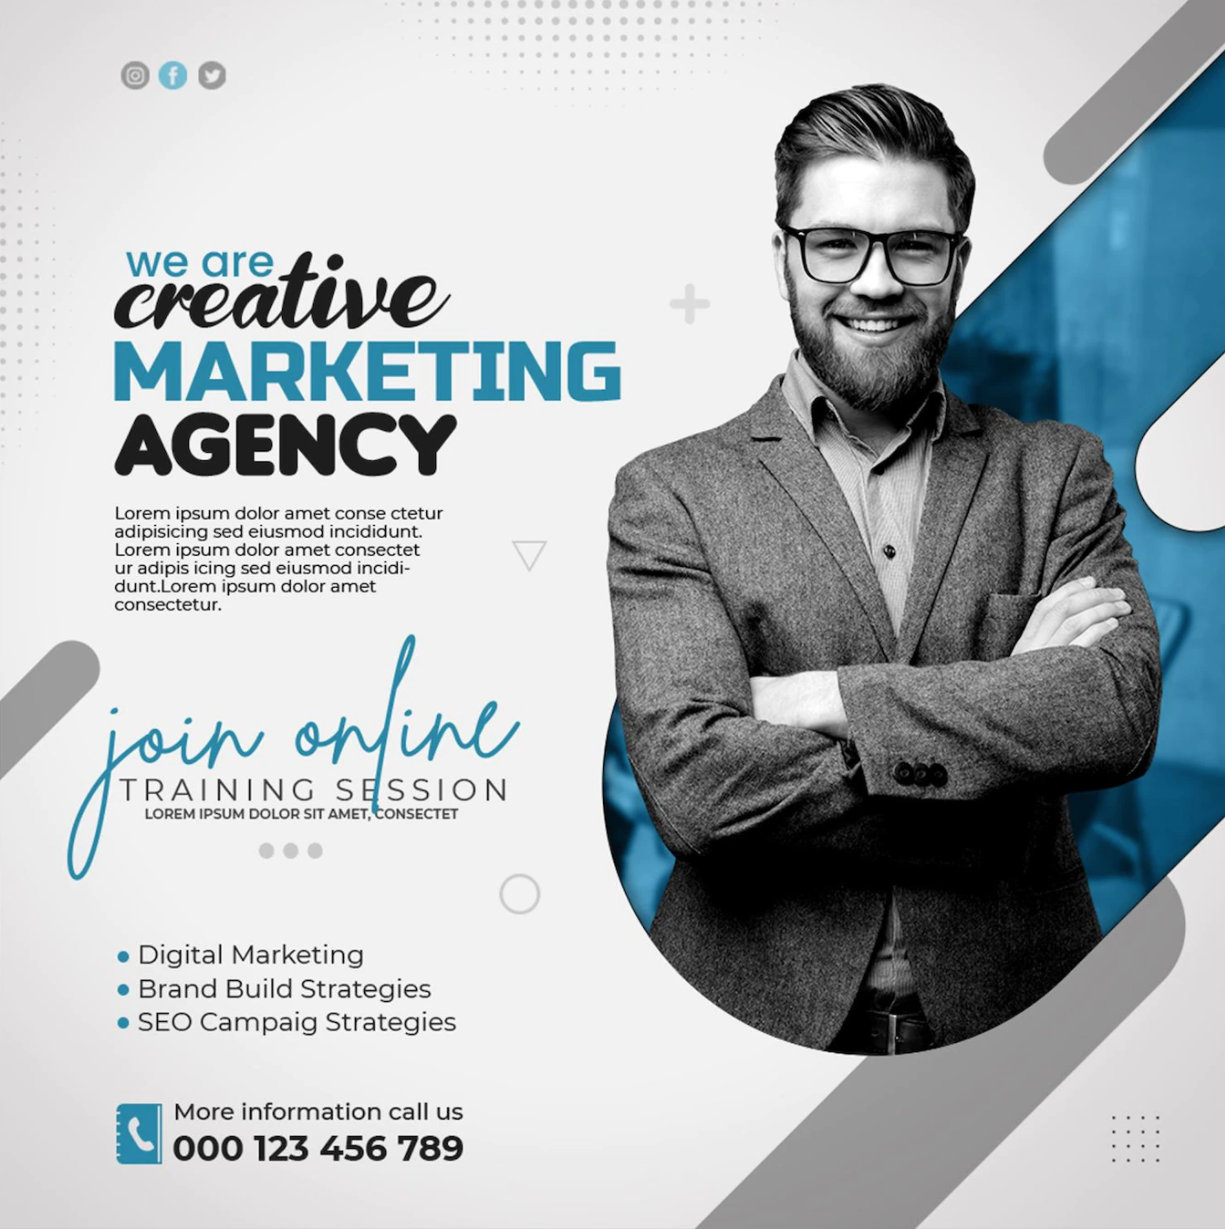 we are
creative
MARKETING
AGENCY
Lorem ipsum dolor amet conse ctetur
adipisicing sed eiusmod incididunt.
Lorem ipsum dolor amet consectet
ur adipis icing sed eiusmod incidi-
dunt.Lorem ipsum dolor amet
consectetur.
join online
TRAINING SESSION
LOREM IPSUM DOLOR SIT AMET, CONSECTET
Digital Marketing
Brand Build Strategies
SEO Campaig Strategies
More information call us
000 123 456 789